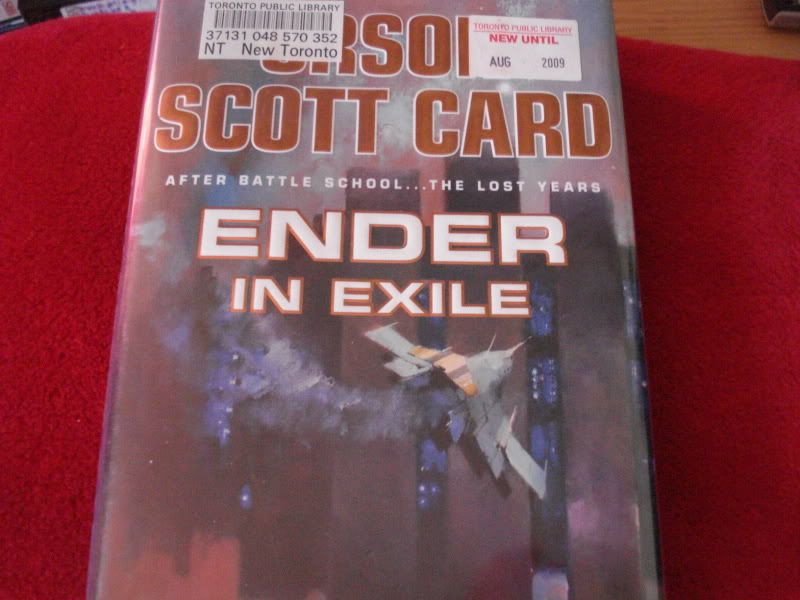 TORONTO PUBLIC LIBRARY
37131 048 570 352
NT New Toronto
TORONTO PUBLIC LIBRARY
NEW UNTIL
AUG 2009
ORSON
SCOTT CARD
AFTER BATTLE SCHOOL...THE LOST YEARS
ENDER
IN EXILE